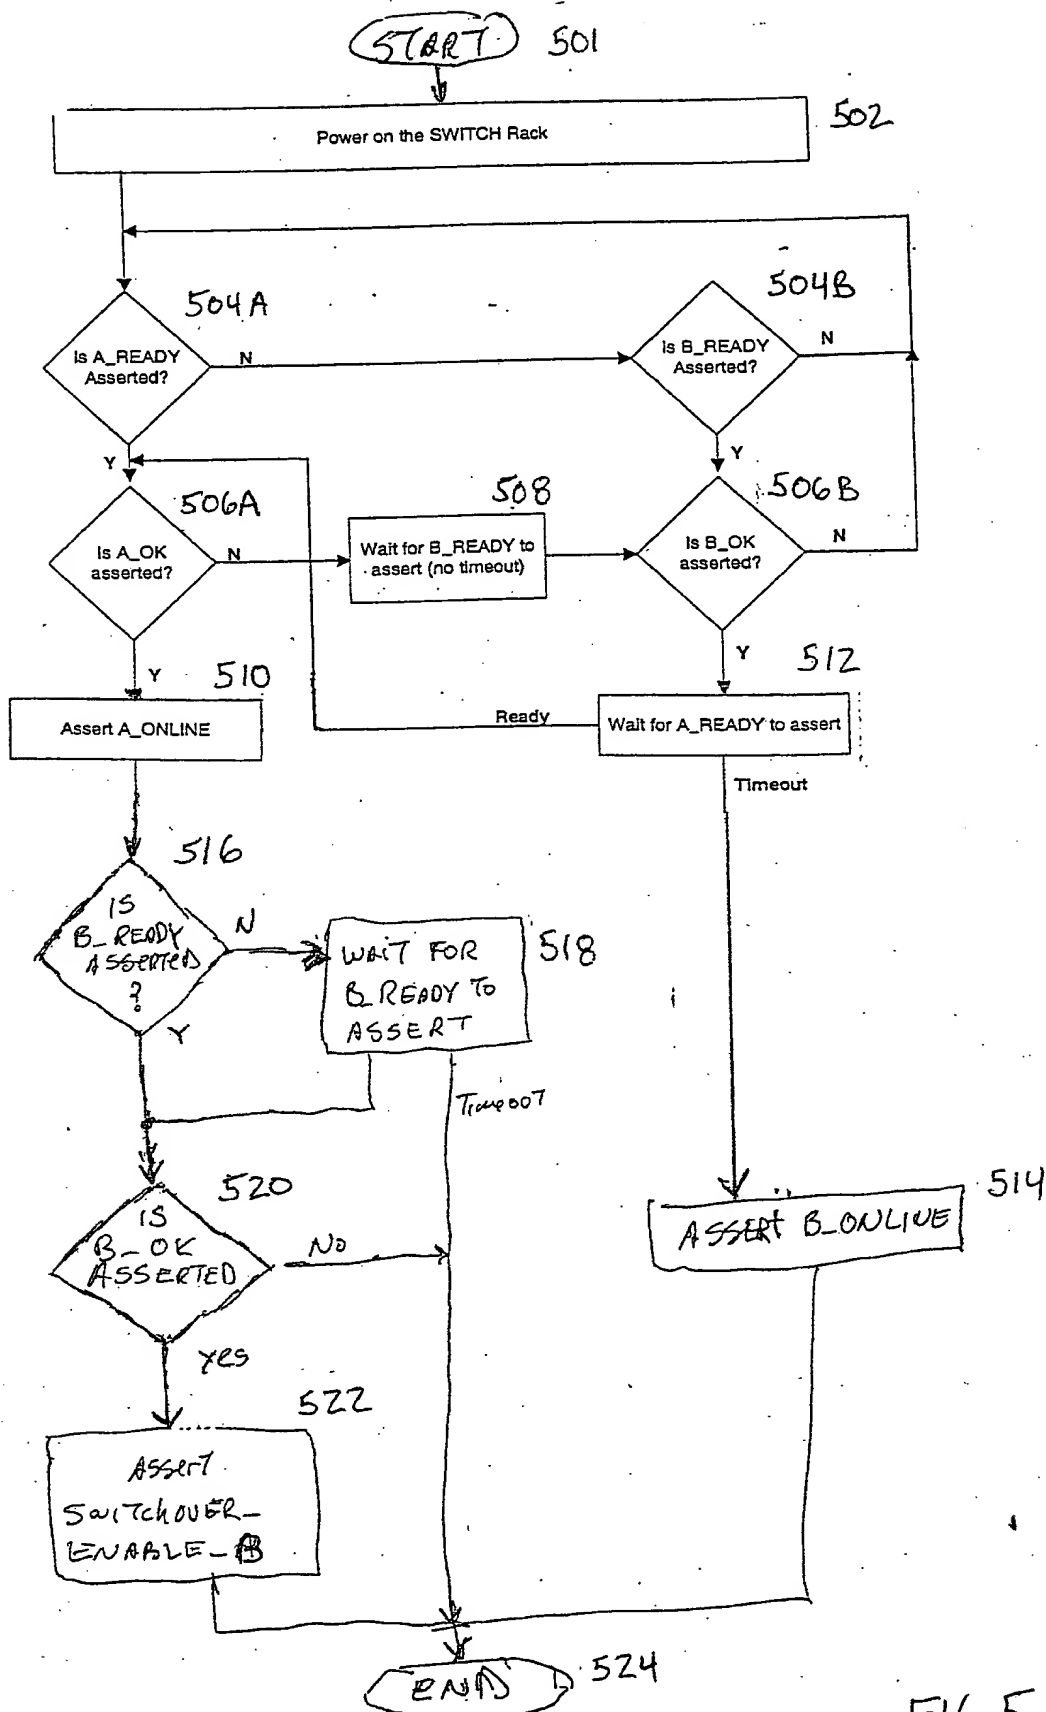 START 501
502
Power on the SWITCH Rack
504A
504B
Is A_READY
Asserted?
N
Is B_READY
Asserted?
N
Y
Y
506A
508
506B
Is A_OK
asserted?
N
Wait for B_READY to
assert (no timeout)
Is B_OK
asserted?
N
Y
510
Y
512
Assert A_ONLINE
Ready
Wait for A_READY to assert
Timeout
516
IS
B_READY
ASSERTED
?
N
Y
WAIT FOR
B_READY TO
ASSERT
518
Timeout
520
IS
B_OK
ASSERTED
No
yes
514
ASSERT B_ONLINE
522
Assert
SWITCHOVER_
ENABLE_B
END 524